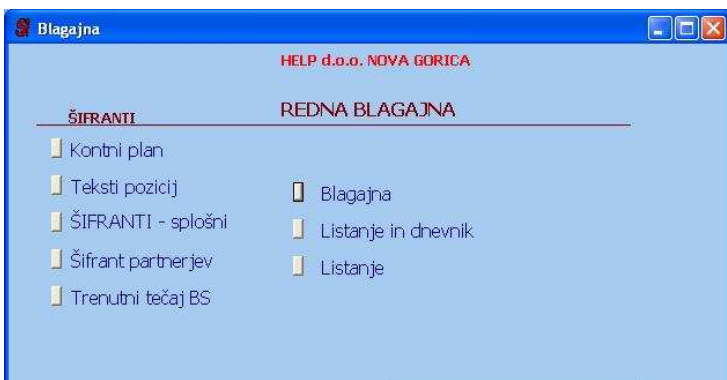 Blagajna
HELP d.o.o. NOVA GORICA
ŠIFRANTI
REDNA BLAGAJNA
Kontni plan
Teksti pozicij
ŠIFRANTI - splošni
Šifrant partnerjev
Trenutni tečaj BS
Blagajna
Listanje in dnevnik
Listanje